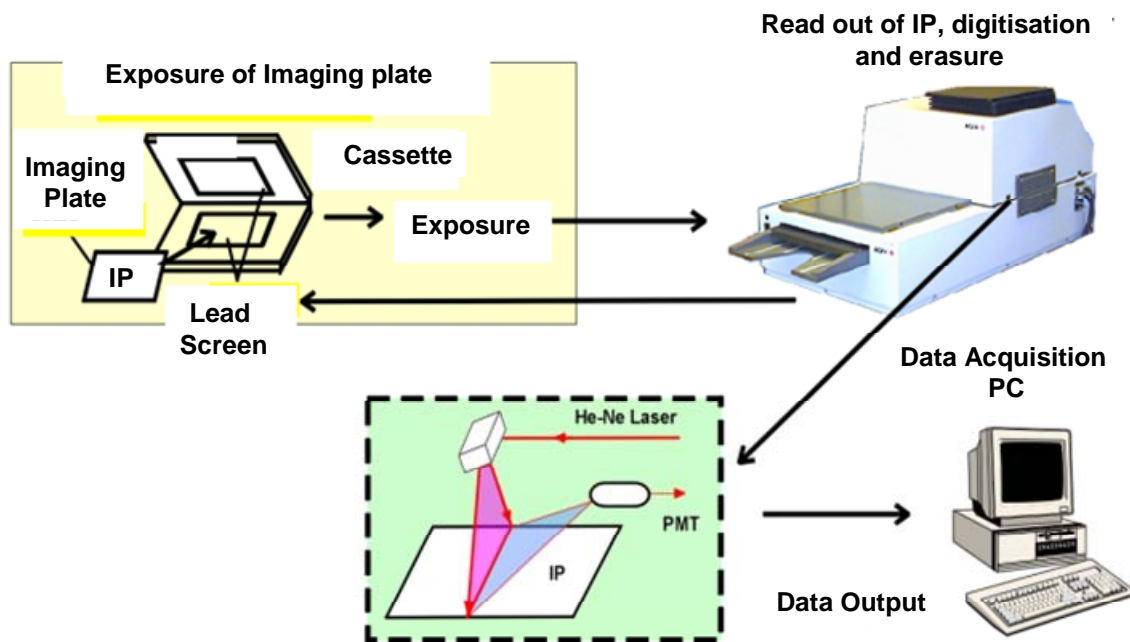 Read out of IP, digitisation
and erasure
Exposure of Imaging plate
Imaging
Plate
Cassette
Exposure
IP
Lead
Screen
Data Acquisition
PC
He-Ne Laser
PMT
IP
Data Output